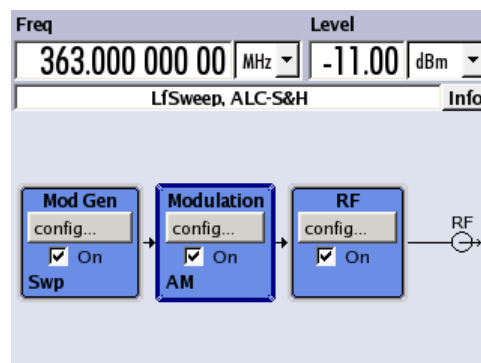 Freq Level
363.000 000 00 MHz -11.00 dBm
LfSweep, ALC-S&H Info
Mod Gen Modulation RF
config... config... config... RF
On On On
Swp AM